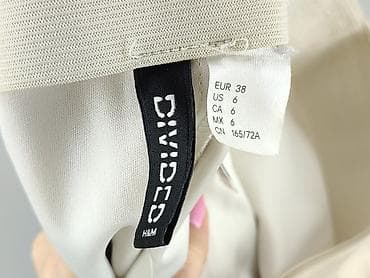 DIVIDED
H&M
EUR 38
US 6
CA 6
MX 6
CN 165/72A